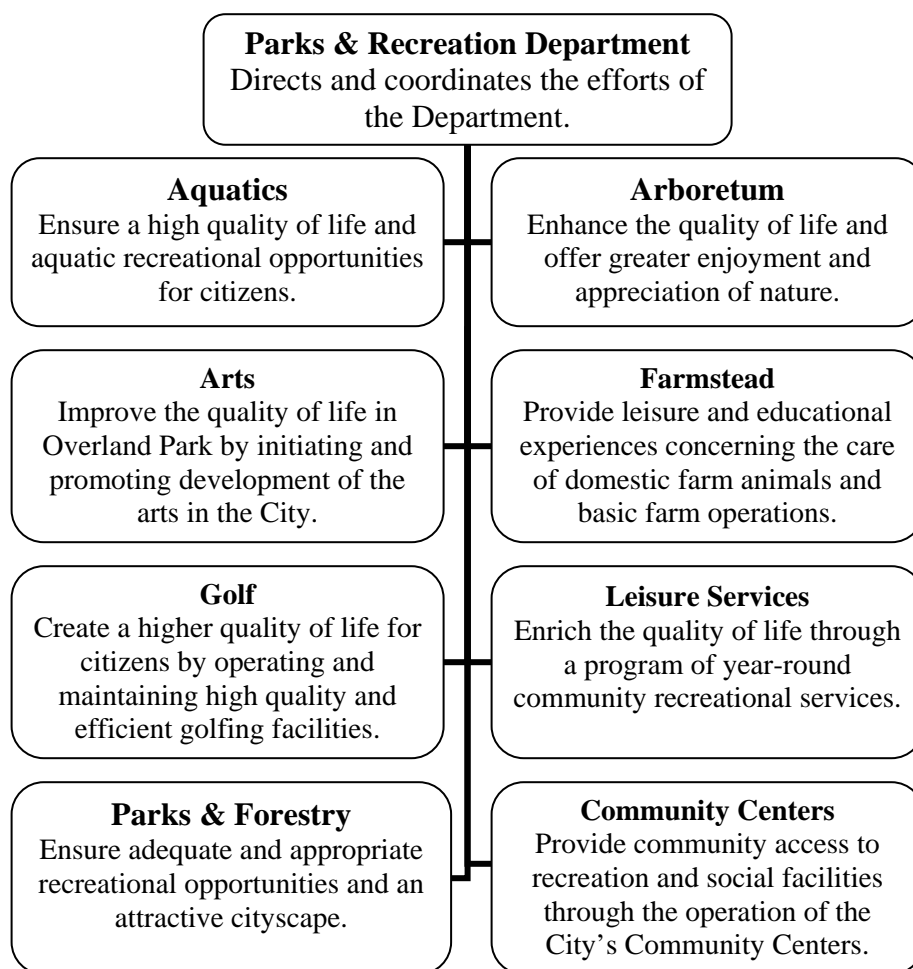 Parks & Recreation Department
Directs and coordinates the efforts of
the Department.
Aquatics
Ensure a high quality of life and
aquatic recreational opportunities
for citizens.
Arboretum
Enhance the quality of life and
offer greater enjoyment and
appreciation of nature.
Arts
Improve the quality of life in
Overland Park by initiating and
promoting development of the
arts in the City.
Farmstead
Provide leisure and educational
experiences concerning the care
of domestic farm animals and
basic farm operations.
Golf
Create a higher quality of life for
citizens by operating and
maintaining high quality and
efficient golfing facilities.
Leisure Services
Enrich the quality of life through
a program of year-round
community recreational services.
Parks & Forestry
Ensure adequate and appropriate
recreational opportunities and an
attractive cityscape.
Community Centers
Provide community access to
recreation and social facilities
through the operation of the
City’s Community Centers.